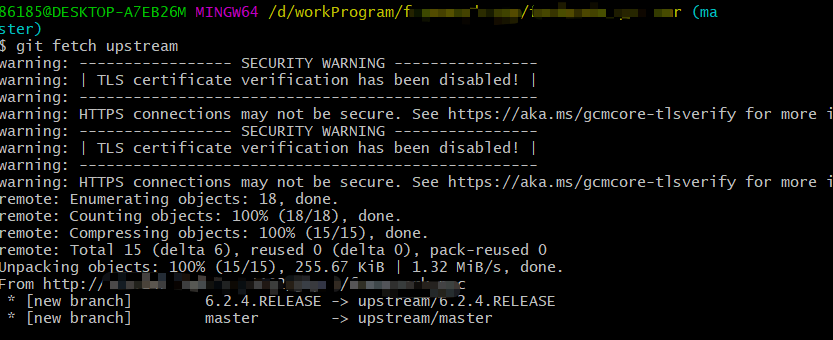 86185@DESKTOP-A7EB26M MINGW64 /d/workProgram/f (ma
ster)
$ git fetch upstream
warning: ----------------- SECURITY WARNING ----------------
warning: | TLS certificate verification has been disabled! |
warning: ---------------------------------------------------
warning: HTTPS connections may not be secure. See https://aka.ms/gcmcore-tlsverify for more i
warning: ----------------- SECURITY WARNING ----------------
warning: | TLS certificate verification has been disabled! |
warning: ---------------------------------------------------
warning: HTTPS connections may not be secure. See https://aka.ms/gcmcore-tlsverify for more i
remote: Enumerating objects: 18, done.
remote: Counting objects: 100% (18/18), done.
remote: Compressing objects: 100% (15/15), done.
remote: Total 15 (delta 6), reused 0 (delta 0), pack-reused 0
Unpacking objects: 100% (15/15), 255.67 KiB | 1.32 MiB/s, done.
From http://
 * [new branch]      6.2.4.RELEASE -> upstream/6.2.4.RELEASE
 * [new branch]      master        -> upstream/master